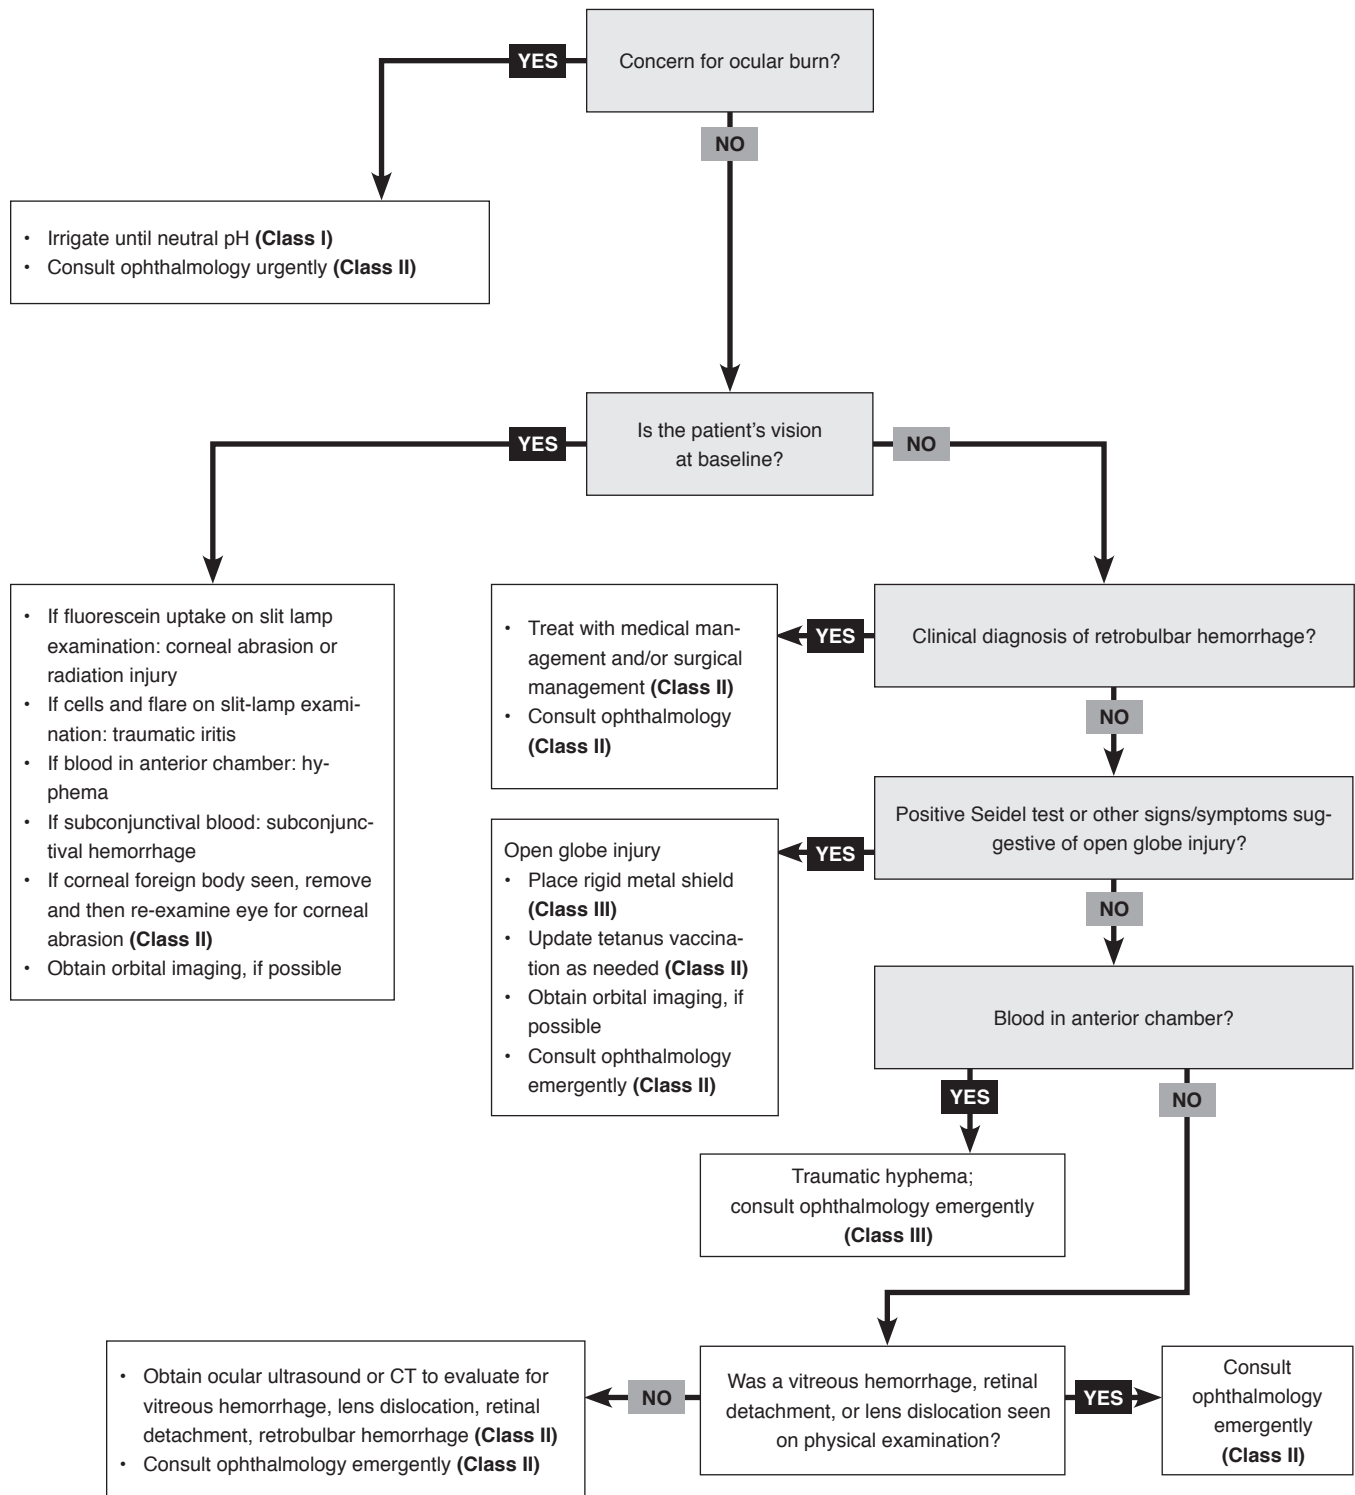 Concern for ocular burn?
YES
NO
• Irrigate until neutral pH (Class I)
• Consult ophthalmology urgently (Class II)
Is the patient's vision
at baseline?
YES
NO
• If fluorescein uptake on slit lamp
examination: corneal abrasion or
radiation injury
• If cells and flare on slit-lamp exami-
nation: traumatic iritis
• If blood in anterior chamber: hy-
phema
• If subconjunctival blood: subconjunc-
tival hemorrhage
• If corneal foreign body seen, remove
and then re-examine eye for corneal
abrasion (Class II)
• Obtain orbital imaging, if possible
Clinical diagnosis of retrobulbar hemorrhage?
YES
• Treat with medical man-
agement and/or surgical
management (Class II)
• Consult ophthalmology
(Class II)
NO
Positive Seidel test or other signs/symptoms sug-
gestive of open globe injury?
YES
Open globe injury
• Place rigid metal shield
(Class III)
• Update tetanus vaccina-
tion as needed (Class II)
• Obtain orbital imaging, if
possible
• Consult ophthalmology
emergently (Class II)
NO
Blood in anterior chamber?
YES
NO
Traumatic hyphema;
consult ophthalmology emergently
(Class III)
Was a vitreous hemorrhage, retinal
detachment, or lens dislocation seen
on physical examination?
NO
• Obtain ocular ultrasound or CT to evaluate for
vitreous hemorrhage, lens dislocation, retinal
detachment, retrobulbar hemorrhage (Class II)
• Consult ophthalmology emergently (Class II)
YES
Consult
ophthalmology
emergently
(Class II)